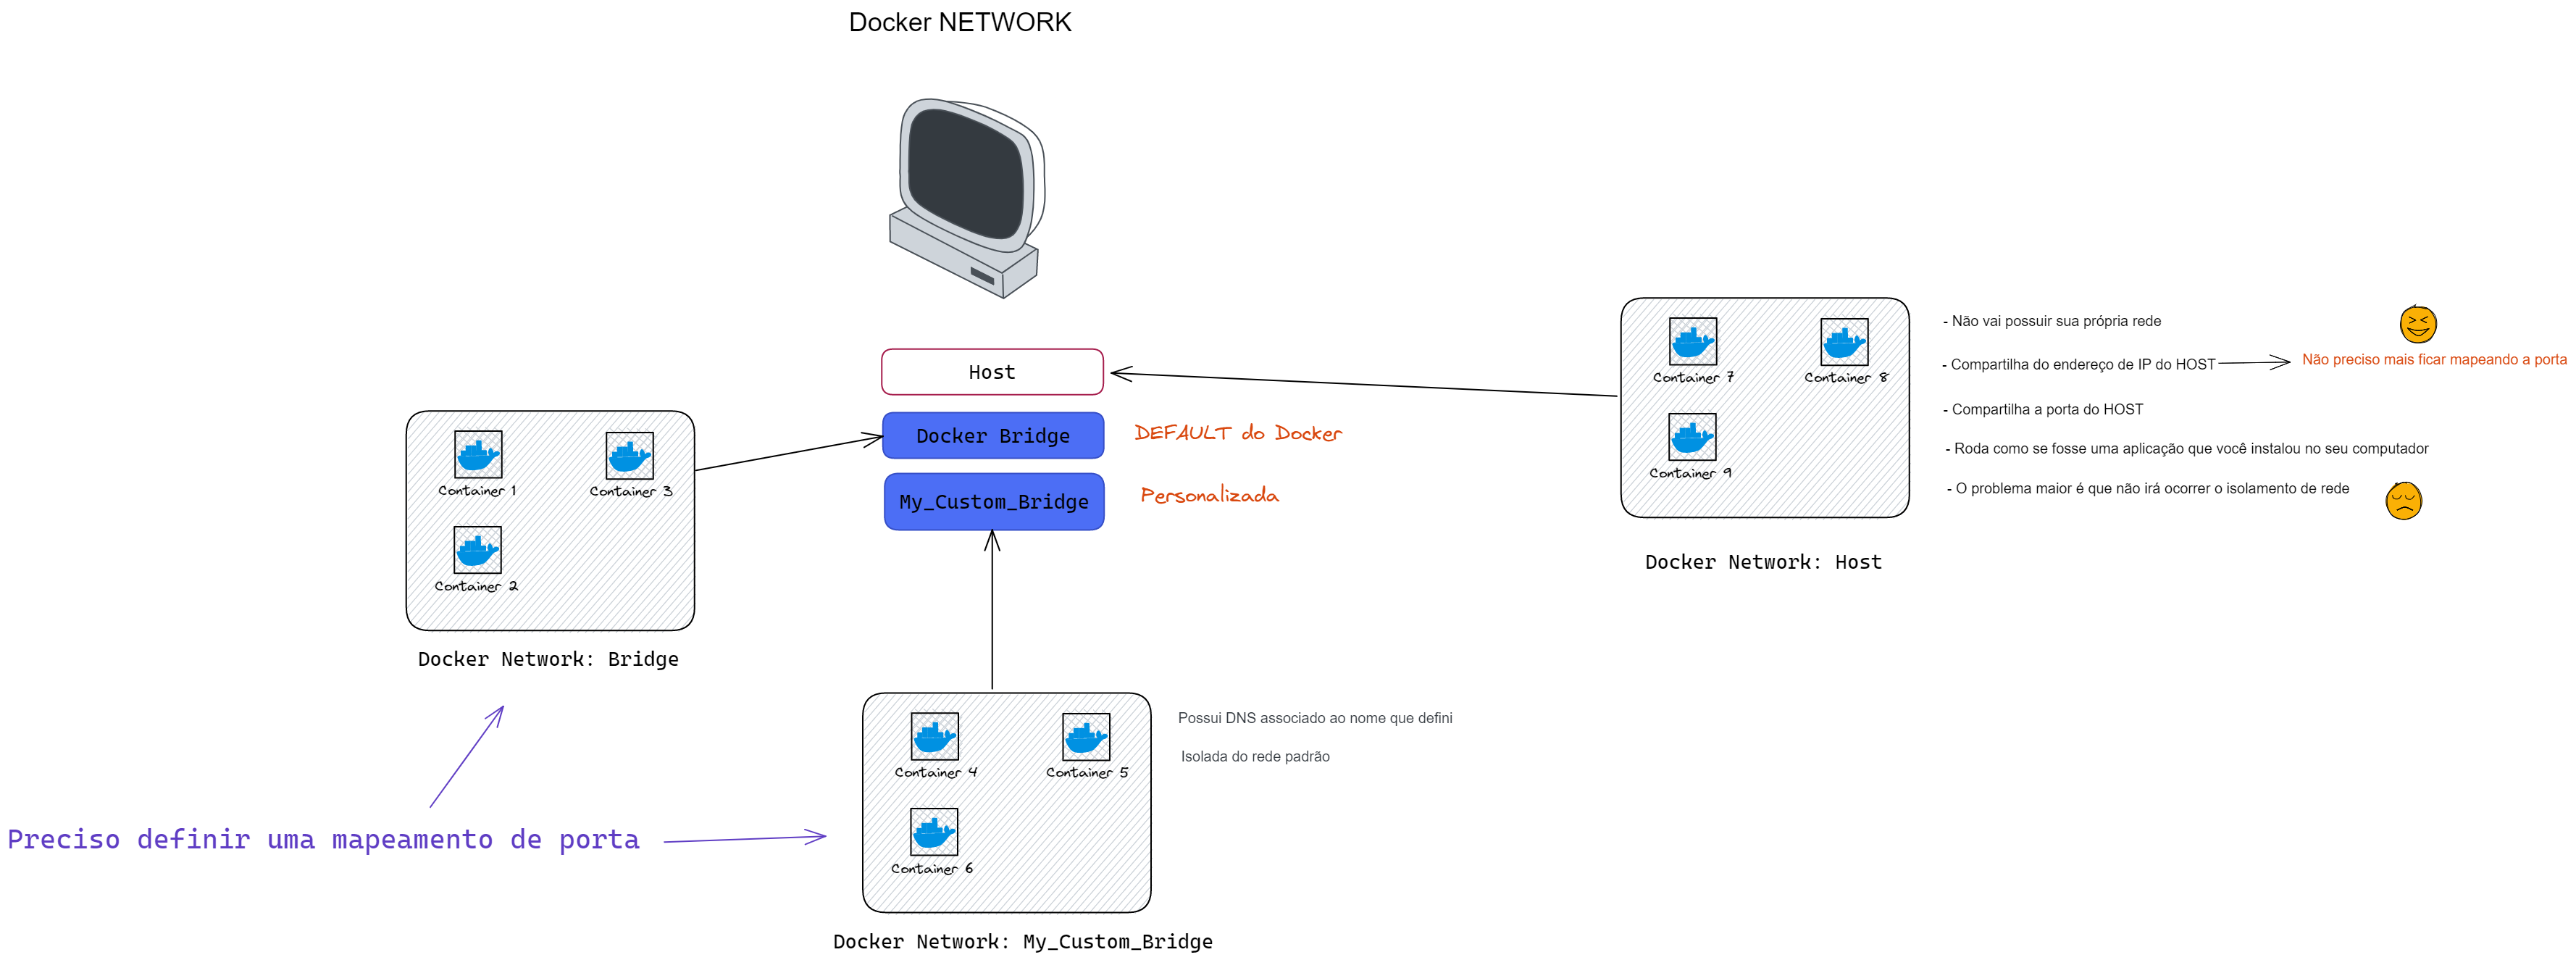 Docker NETWORK
Host
Docker Bridge
DEFAULT do Docker
My_Custom_Bridge
Personalizada
Container 1
Container 3
Container 2
Docker Network: Bridge
Container 7
Container 8
Container 9
Docker Network: Host
- Não vai possuir sua própria rede
- Compartilha do endereço de IP do HOST
Não preciso mais ficar mapeando a porta
- Compartilha a porta do HOST
- Roda como se fosse uma aplicação que você instalou no seu computador
- O problema maior é que não irá ocorrer o isolamento de rede
Preciso definir uma mapeamento de porta
Container 4
Container 5
Container 6
Docker Network: My_Custom_Bridge
Possui DNS associado ao nome que defini
Isolada do rede padrão